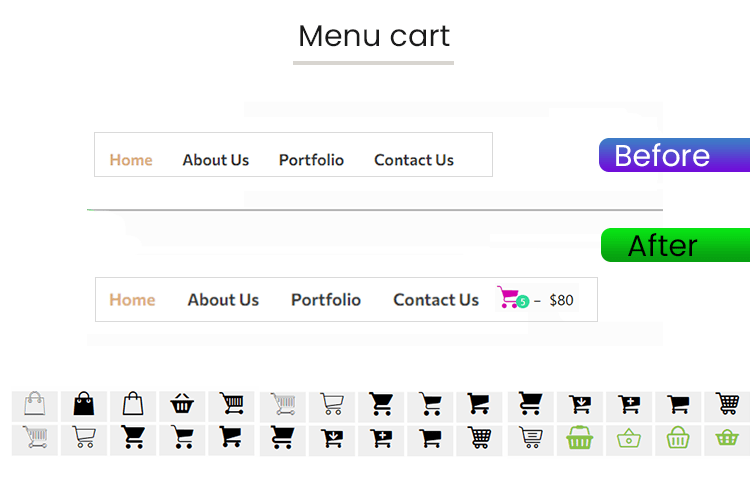 Menu cart
Home About Us Portfolio Contact Us
Before
After
Home About Us Portfolio Contact Us 5 – $80